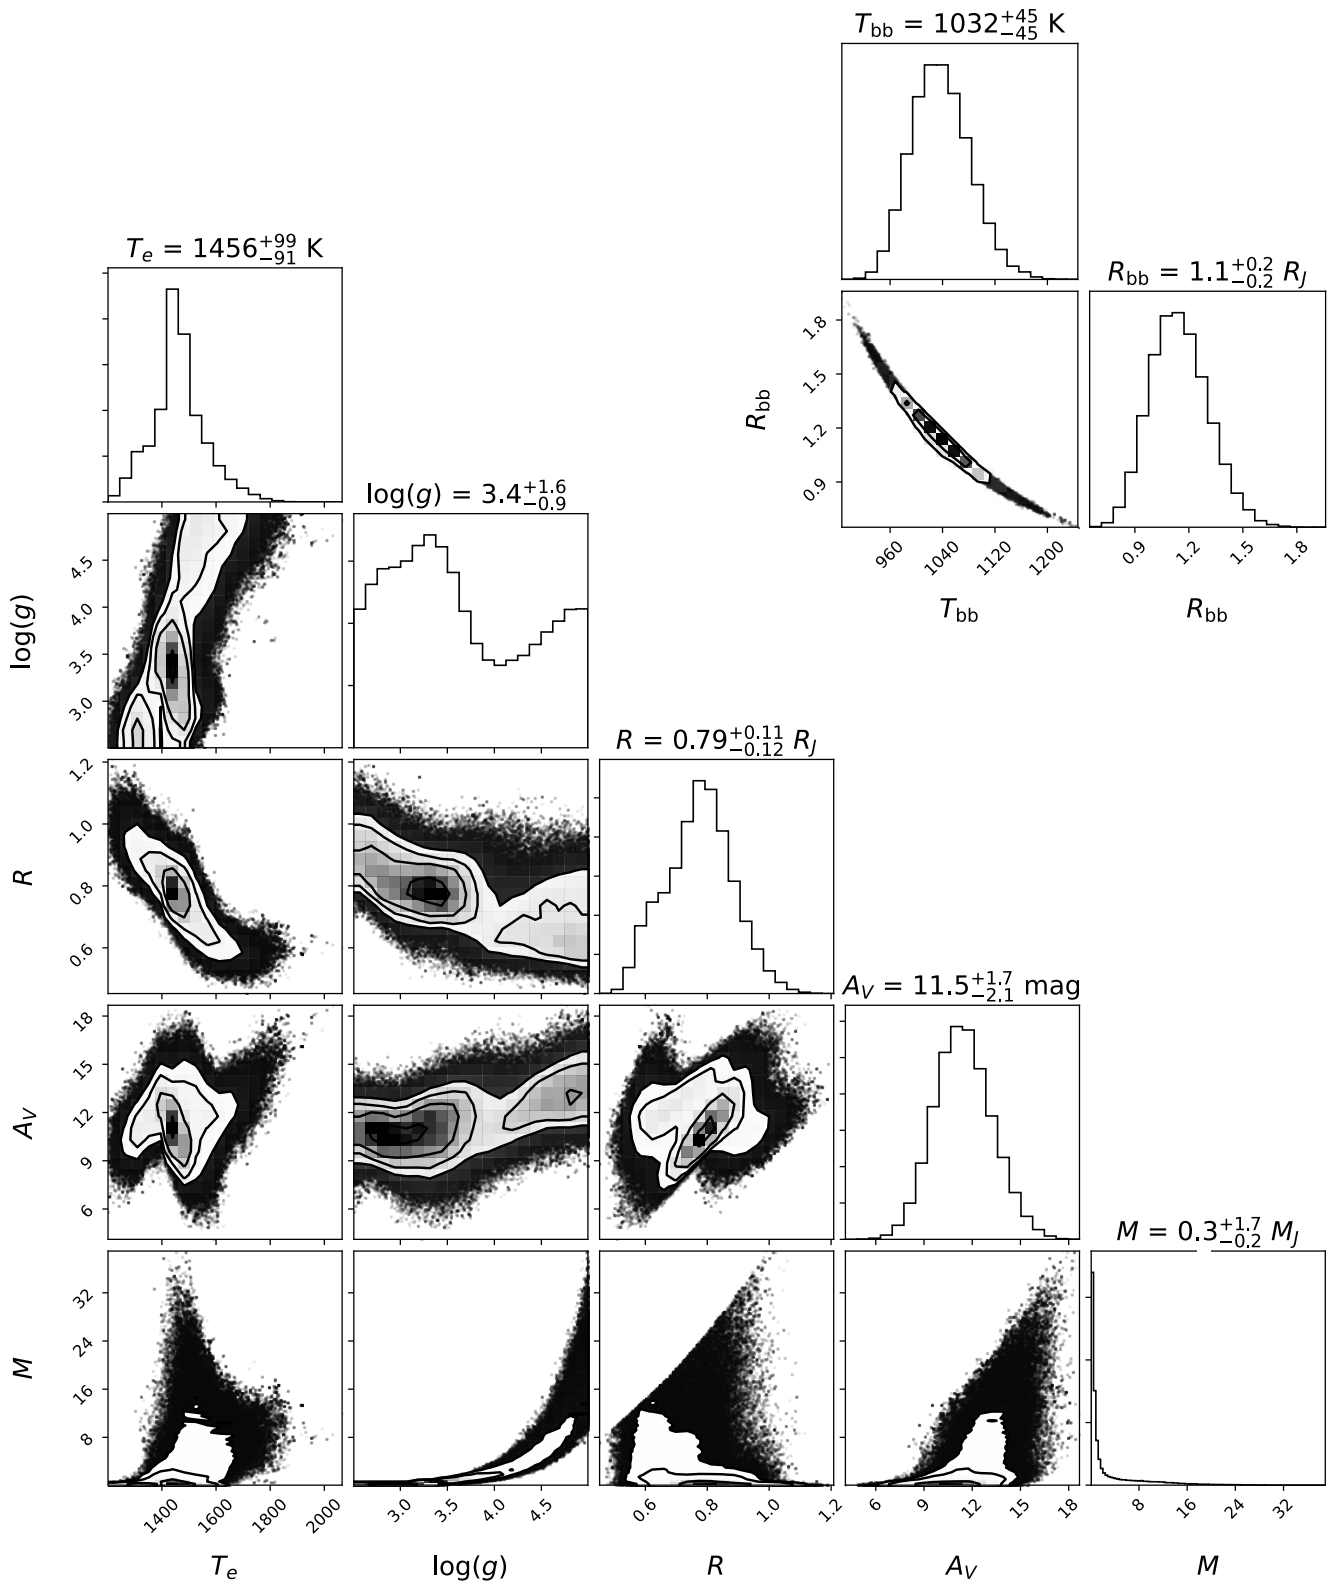 T_bb = 1032^{+45}_{-45} K
T_e = 1456^{+99}_{-91} K
R_bb = 1.1^{+0.2}_{-0.2} R_J
1.8
1.5
1.2
0.9
R_bb
960
1040
1120
1200
T_bb
0.9
1.2
1.5
1.8
R_bb
log(g) = 3.4^{+1.6}_{-0.9}
4.5
4.0
3.5
3.0
log(g)
R = 0.79^{+0.11}_{-0.12} R_J
1.2
1.0
0.8
0.6
R
A_V = 11.5^{+1.7}_{-2.1} mag
18
15
12
9
6
A_V
M = 0.3^{+1.7}_{-0.2} M_J
32
24
16
8
M
1400
1600
1800
2000
T_e
3.0
3.5
4.0
4.5
log(g)
0.6
0.8
1.0
1.2
R
6
9
12
15
18
A_V
8
16
24
32
M